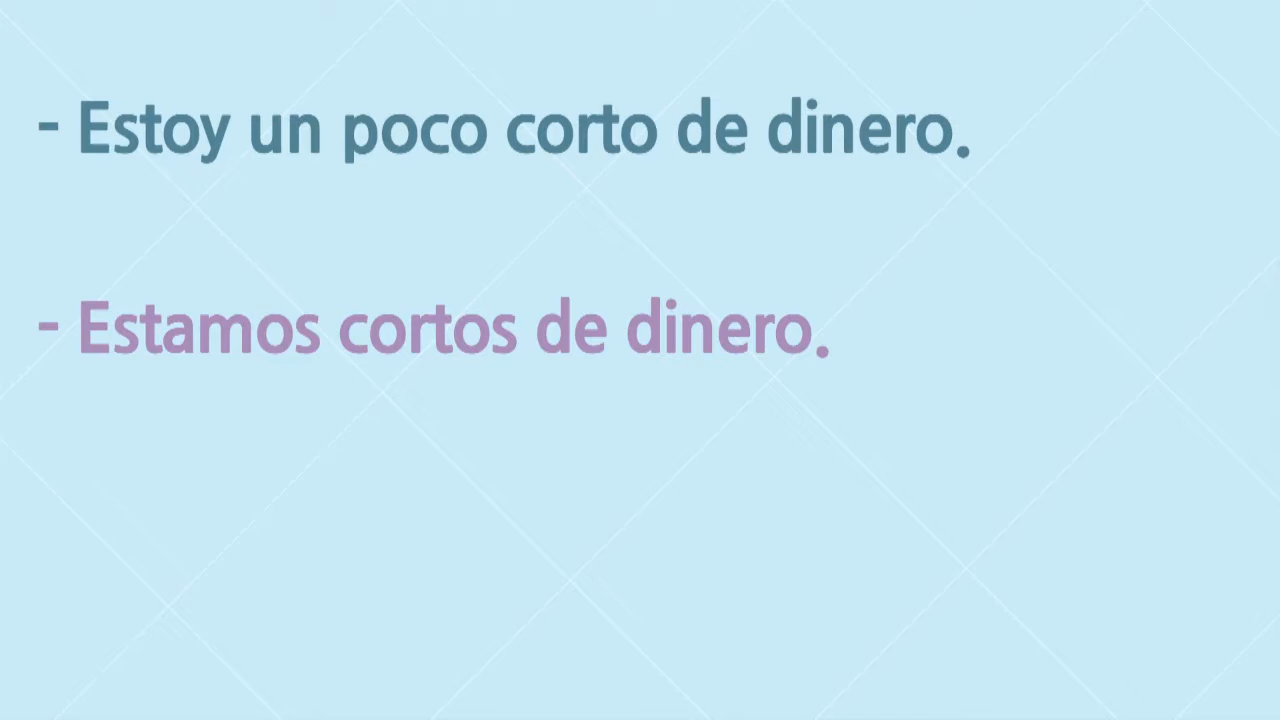 - Estoy un poco corto de dinero.
- Estamos cortos de dinero.